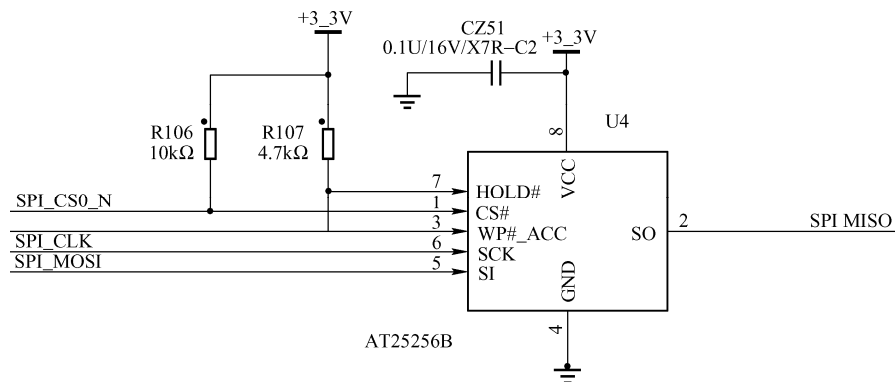 +3_3V
CZ51
0.1U/16V/X7R-C2
+3_3V
R106
10kΩ
R107
4.7kΩ
U4
8
VCC
7
HOLD#
SPI_CS0_N
1
CS#
3
WP#_ACC
SO
2
SPI MISO
SPI_CLK
6
SCK
SPI_MOSI
5
SI
GND
4
AT25256B